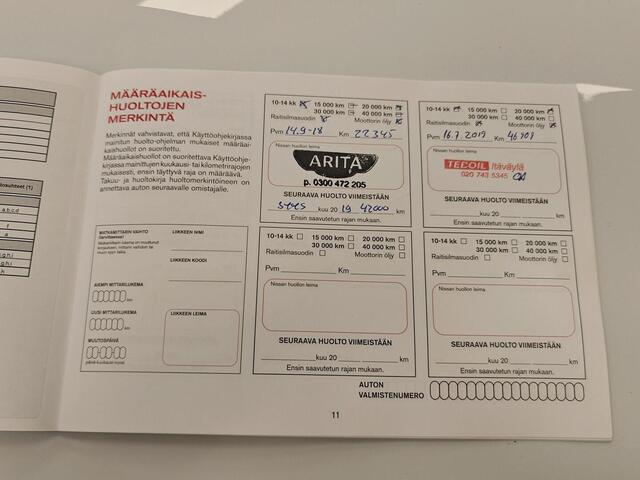 MÄÄRÄAIKAIS-
HUOLTOJEN
MERKINTÄ
Merkinnät vahvistavat, että Käyttöohjekirjassa
mainitun huolto-ohjelman mukaiset määräai-
kaishuollot on suoritettu.
Määräaikaishuollot on suoritettava Käyttöohje-
kirjassa mainittujen kuukausi- tai kilometrirajojen
mukaisesti, ensin täyttyvä raja on määräävä.
Takuu- ja huoltokirja huoltomerkintöineen on
annettava auton seuraavalle omistajalle.
MATKAMITTARIN VAIHTO
(tarvittaessa)
LIIKKEEN NIMI
LIIKKEEN KOODI
AIEMPI MITTARILUKEMA
km
UUSI MITTARILUKEMA
km
LIIKKEEN LEIMA
MUUTOSPÄIVÄ
10-14 kk 15 000 km 20 000 km
30 000 km 40 000 km
Raitisilmasuodin Moottorin öljy
Pvm 14.9-18 Km 22345
Nissan huollon leima
ARITA
p. 0300 472 205
SEURAAVA HUOLTO VIIMEISTÄÄN
kuu 20 19 42000 km
Ensin saavutetun rajan mukaan.
10-14 kk 15 000 km 20 000 km
30 000 km 40 000 km
Raitisilmasuodin Moottorin öljy
Pvm 16.7.2019 Km
Nissan huollon leima
TECOIL Itäväylä
020 743 5345
SEURAAVA HUOLTO VIIMEISTÄÄN
kuu 20 km
Ensin saavutetun rajan mukaan.
10-14 kk 15 000 km 20 000 km
30 000 km 40 000 km
Raitisilmasuodin Moottorin öljy
Pvm Km
Nissan huollon leima
SEURAAVA HUOLTO VIIMEISTÄÄN
kuu 20 km
Ensin saavutetun rajan mukaan.
10-14 kk 15 000 km 20 000 km
30 000 km 40 000 km
Raitisilmasuodin Moottorin öljy
Pvm Km
Nissan huollon leima
SEURAAVA HUOLTO VIIMEISTÄÄN
kuu 20 km
Ensin saavutetun rajan mukaan.
AUTON
VALMISTENUMERO
11